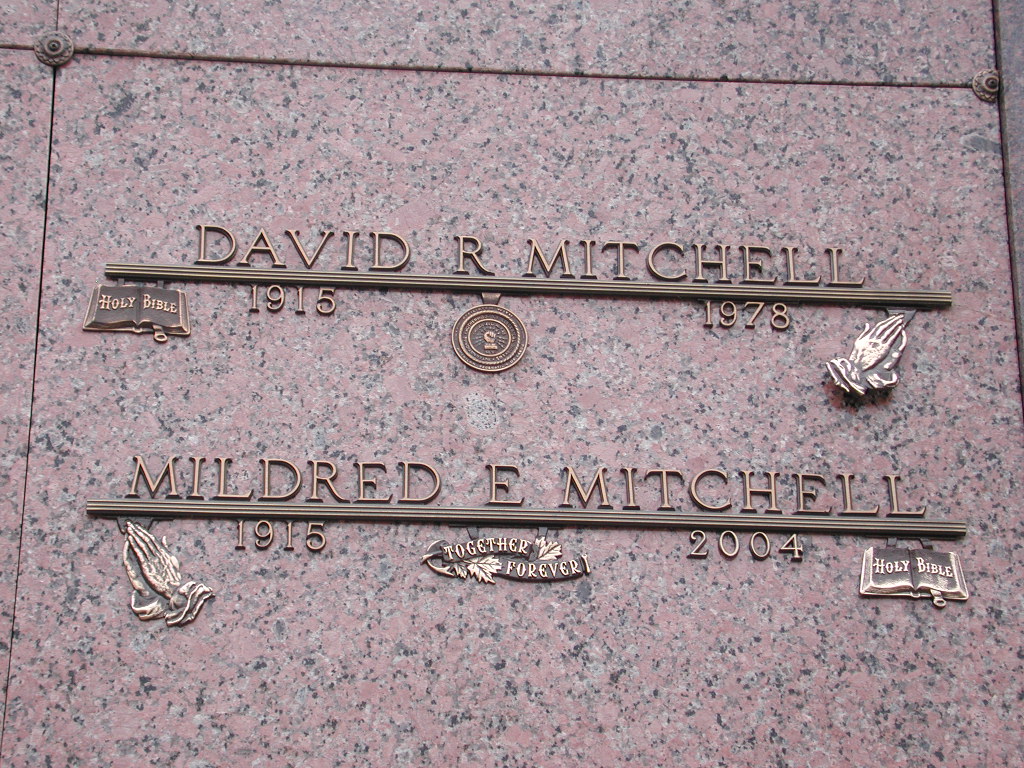 DAVID R MITCHELL
HOLY BIBLE
1915 1978
MILDRED E MITCHELL
1915 2004
TOGETHER
FOREVER
HOLY BIBLE